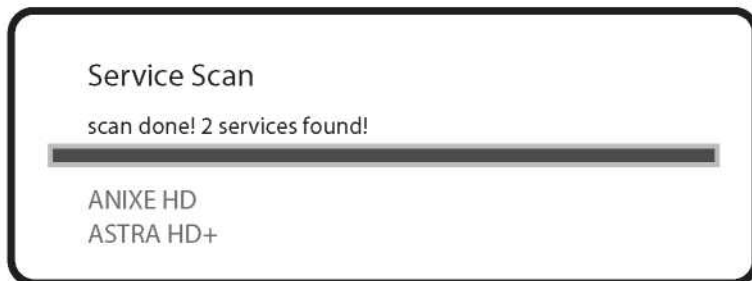 Service Scan
scan done! 2 services found!
ANIXE HD
ASTRA HD+